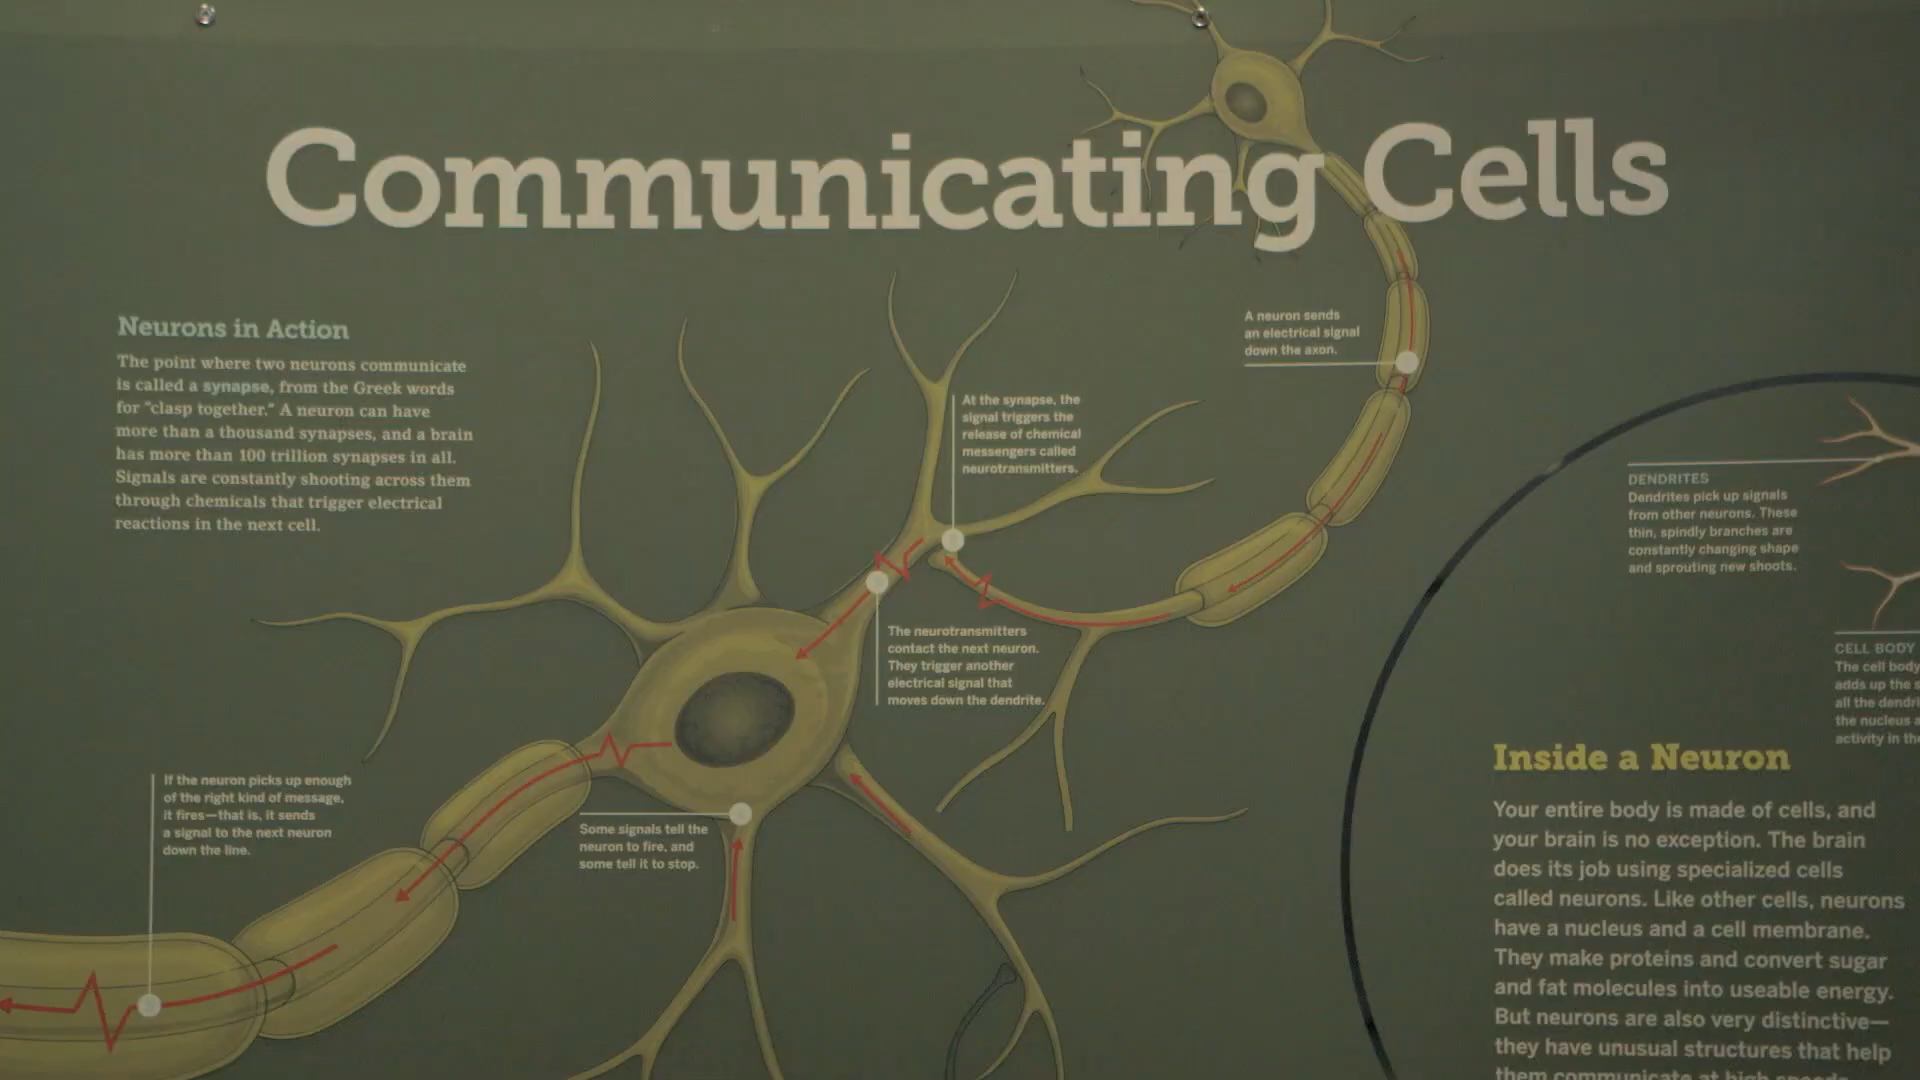 Communicating Cells
Neurons in Action
The point where two neurons communicate
is called a synapse, from the Greek words
for "clasp together." A neuron can have
more than a thousand synapses, and a brain
has more than 100 trillion synapses in all.
Signals are constantly shooting across them
through chemicals that trigger electrical
reactions in the next cell.
A neuron sends
an electrical signal
down the axon.
At the synapse, the
signal triggers the
release of chemical
messengers called
neurotransmitters.
The neurotransmitters
contact the next neuron.
They trigger another
electrical signal that
moves down the dendrite.
Some signals tell the
neuron to fire, and
some tell it to stop.
If the neuron picks up enough
of the right kind of message,
it fires—that is, it sends
a signal to the next neuron
down the line.
DENDRITES
Dendrites pick up signals
from other neurons. These
thin, spindly branches are
constantly changing shape
and sprouting new shoots.
CELL BODY
The cell body
adds up the
all the
the nucleus
activity in
Inside a Neuron
Your entire body is made of cells, and
your brain is no exception. The brain
does its job using specialized cells
called neurons. Like other cells, neurons
have a nucleus and a cell membrane.
They make proteins and convert sugar
and fat molecules into useable energy.
But neurons are also very distinctive—
they have unusual structures that help
them communicate at high speeds